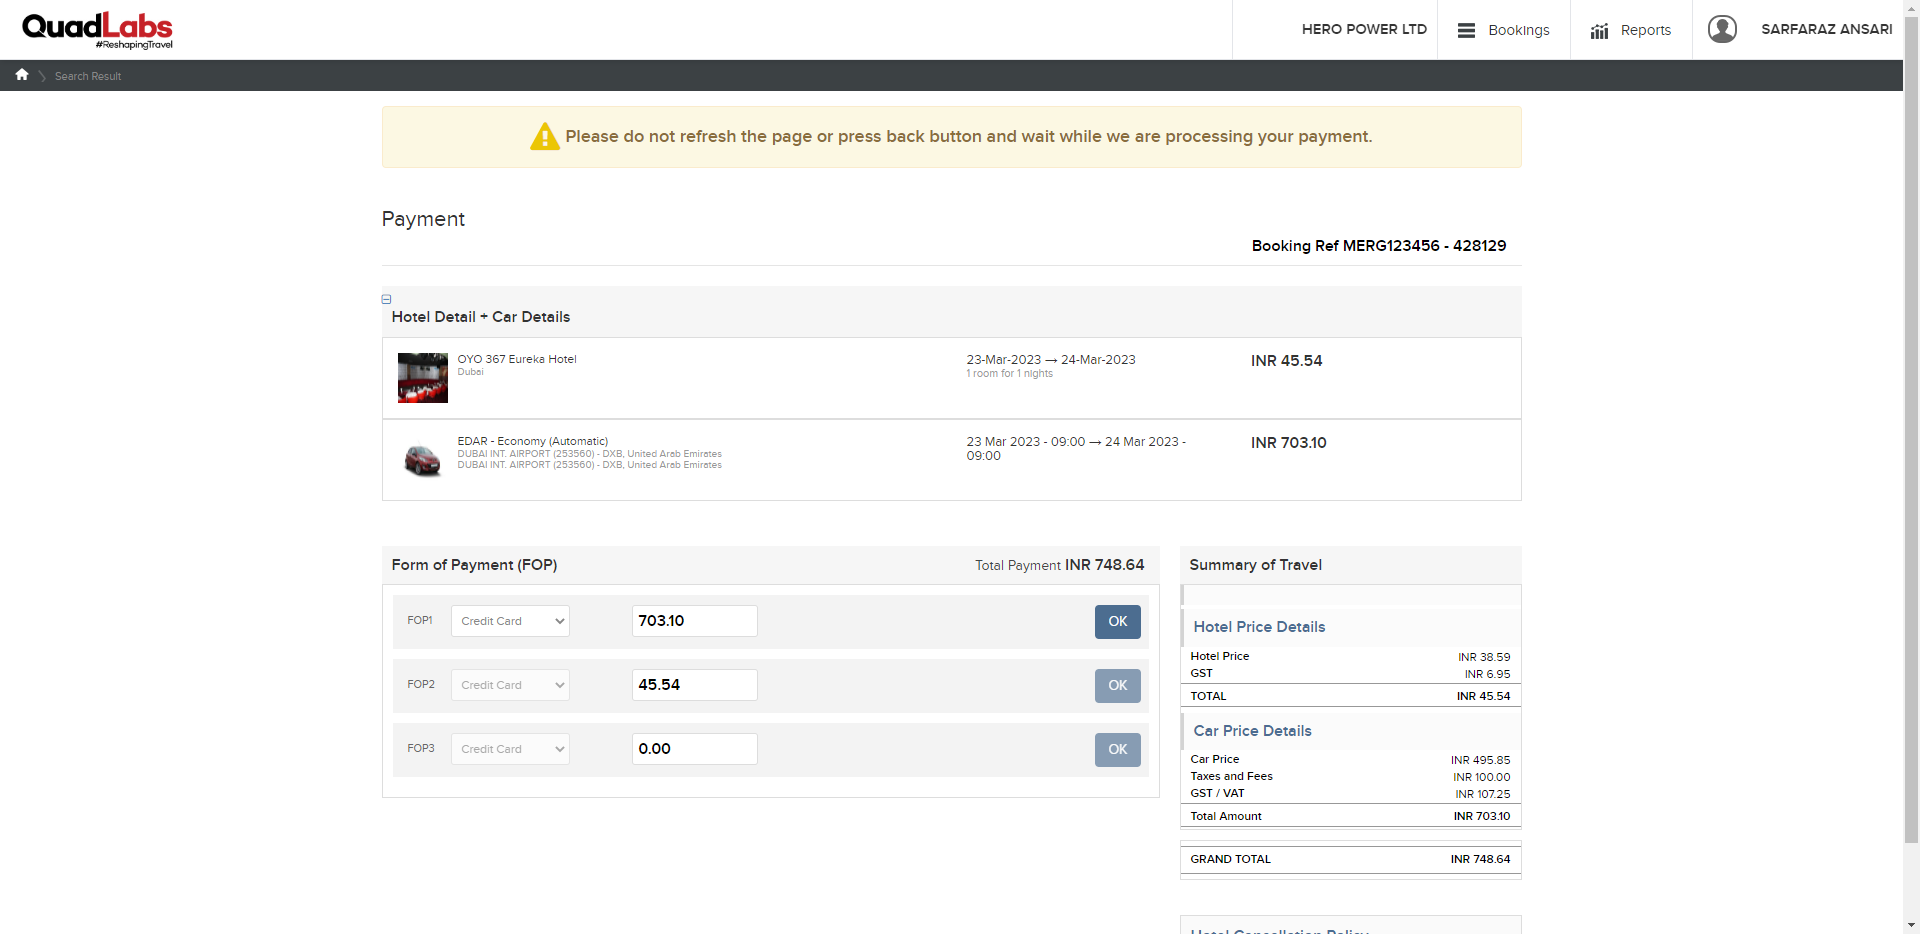 QuadLabs
#ReshapingTravel
HERO POWER LTD
Bookings
Reports
SARFARAZ ANSARI
Search Result
Please do not refresh the page or press back button and wait while we are processing your payment.
Payment
Booking Ref MERG123456 - 428129
Hotel Detail + Car Details
OYO 367 Eureka Hotel
Dubai
23-Mar-2023 → 24-Mar-2023
1 room for 1 nights
INR 45.54
EDAR - Economy (Automatic)
DUBAI INT. AIRPORT (253560) - DXB, United Arab Emirates
DUBAI INT. AIRPORT (253560) - DXB, United Arab Emirates
23 Mar 2023 - 09:00 → 24 Mar 2023 -
09:00
INR 703.10
Form of Payment (FOP)
Total Payment INR 748.64
FOP1 Credit Card 703.10 OK
FOP2 Credit Card 45.54 OK
FOP3 Credit Card 0.00 OK
Summary of Travel
Hotel Price Details
Hotel Price INR 38.59
GST INR 6.95
TOTAL INR 45.54
Car Price Details
Car Price INR 495.85
Taxes and Fees INR 100.00
GST / VAT INR 107.25
Total Amount INR 703.10
GRAND TOTAL INR 748.64
Hotel Cancellation Policy